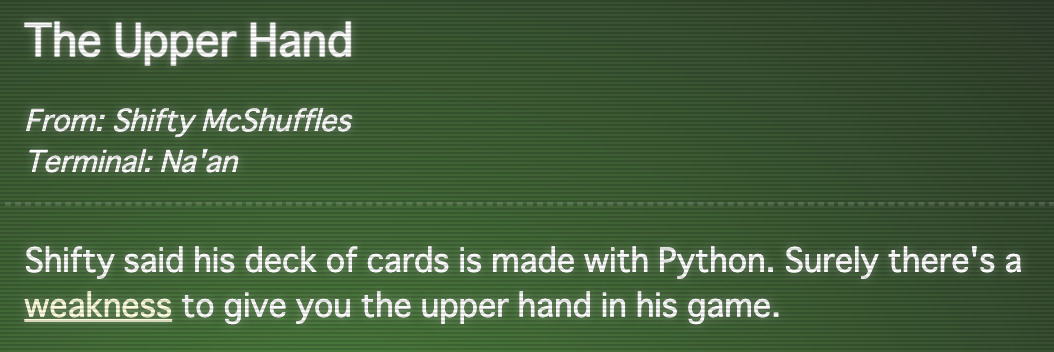 The Upper Hand
From: Shifty McShuffles
Terminal: Na'an
Shifty said his deck of cards is made with Python. Surely there's a
weakness to give you the upper hand in his game.